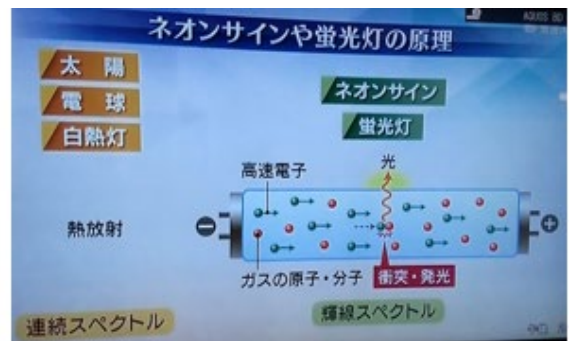 AQUOS
ネオンサインや蛍光灯の原理
太 陽
電 球
白熱灯
ネオンサイン
蛍光灯
光
高速電子
熱放射
⊖
⊕
ガスの原子・分子
衝突・発光
連続スペクトル
輝線スペクトル